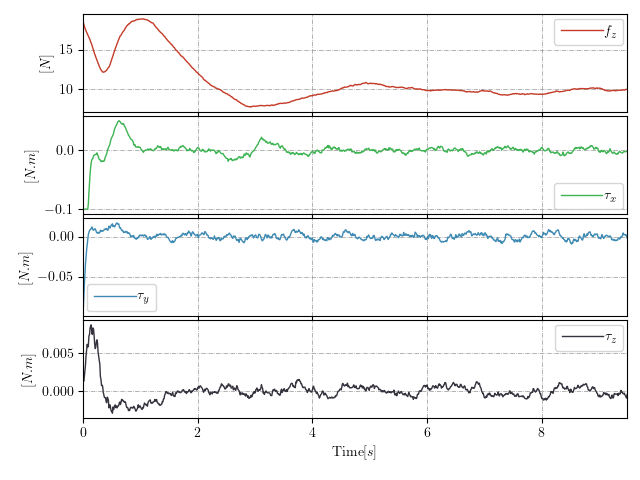 f_z
15
10
[N]
0.0
−0.1
[N.m]
τ_x
0.00
−0.05
[N.m]
τ_y
τ_z
0.005
0.000
[N.m]
0 2 4 6 8
Time[s]